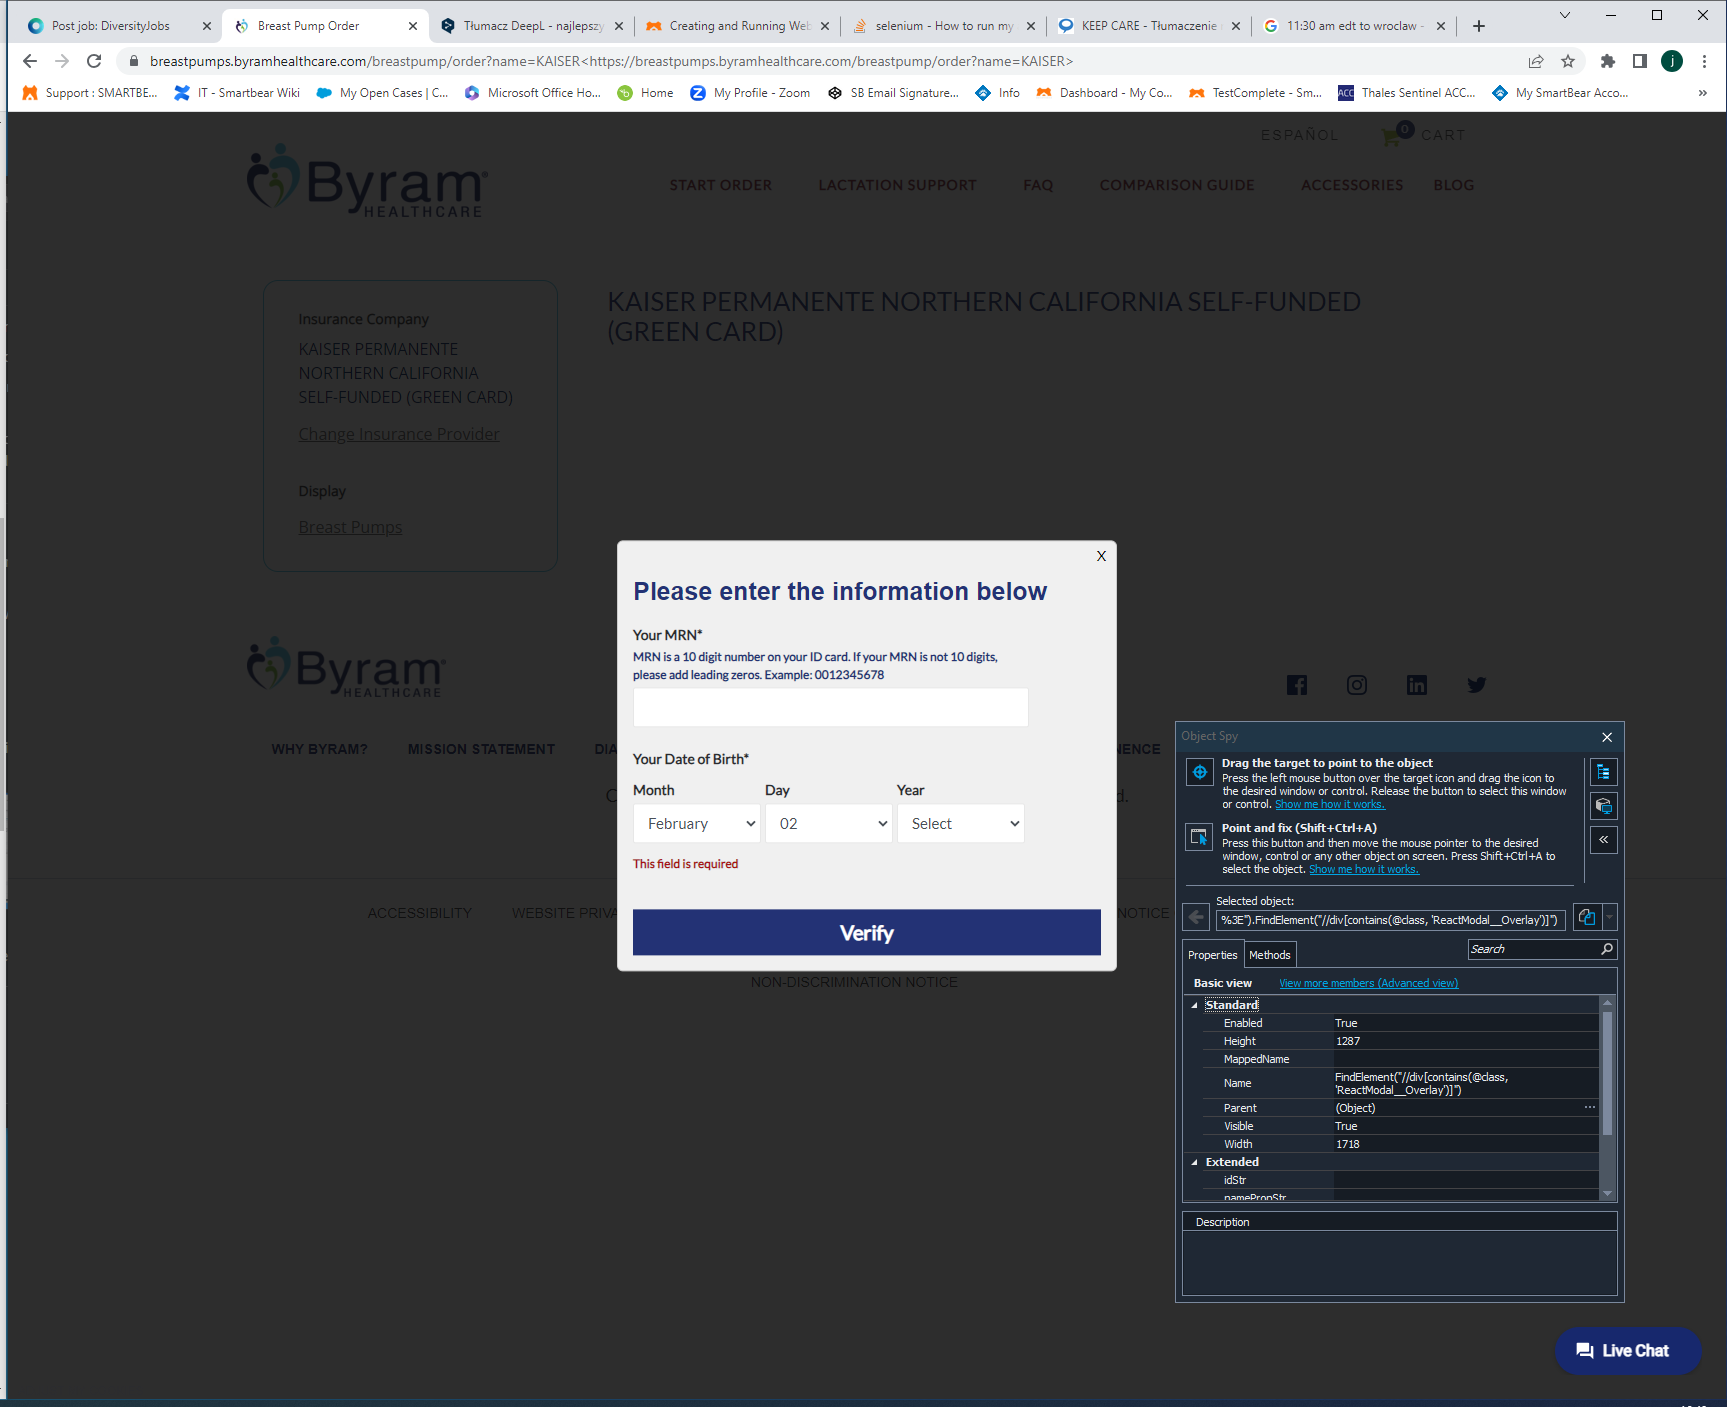 Post job: DiversityJobs
Breast Pump Order
Tłumacz DeepL - najlepszy
Creating and Running Web
selenium - How to run my
KEEP CARE - Tłumaczenie
11:30 am edt to wroclaw -
breastpumps.byramhealthcare.com/breastpump/order?name=KAISER<https://breastpumps.byramhealthcare.com/breastpump/order?name=KAISER>
j
Support : SMARTBE...
IT - Smartbear Wiki
My Open Cases | C...
Microsoft Office Ho...
Home
My Profile - Zoom
SB Email Signature...
Info
Dashboard - My Co...
TestComplete - Sm...
ACC
Thales Sentinel ACC...
My SmartBear Acco...
ESPAÑOL
0
CART
Byram
HEALTHCARE
START ORDER
LACTATION SUPPORT
FAQ
COMPARISON GUIDE
ACCESSORIES
BLOG
Insurance Company
KAISER PERMANENTE
NORTHERN CALIFORNIA
SELF-FUNDED (GREEN CARD)
Change Insurance Provider
Display
Breast Pumps
KAISER PERMANENTE NORTHERN CALIFORNIA SELF-FUNDED
(GREEN CARD)
X
Please enter the information below
Your MRN*
MRN is a 10 digit number on your ID card. If your MRN is not 10 digits,
please add leading zeros. Example: 0012345678
Your Date of Birth*
Month
Day
Year
February
02
Select
This field is required
Verify
Byram
HEALTHCARE
WHY BYRAM?
MISSION STATEMENT
DIA
NENCE
C
d.
ACCESSIBILITY
WEBSITE PRIVA
NOTICE
NON-DISCRIMINATION NOTICE
Object Spy
Drag the target to point to the object
Press the left mouse button over the target icon and drag the icon to
the desired window or control. Release the button to select this window
or control. Show me how it works.
Point and fix (Shift+Ctrl+A)
Press this button and then move the mouse pointer to the desired
window, control or any other object on screen. Press Shift+Ctrl+A to
select the object. Show me how it works.
Selected object:
%3E").FindElement("//div[contains(@class, 'ReactModal__Overlay')]")
Properties
Methods
Search
Basic view
View more members (Advanced view)
Standard
Enabled True
Height 1287
MappedName
Name FindElement("//div[contains(@class,
'ReactModal__Overlay')]")
Parent (Object) ...
Visible True
Width 1718
Extended
idStr
namePropStr
Description
Live Chat